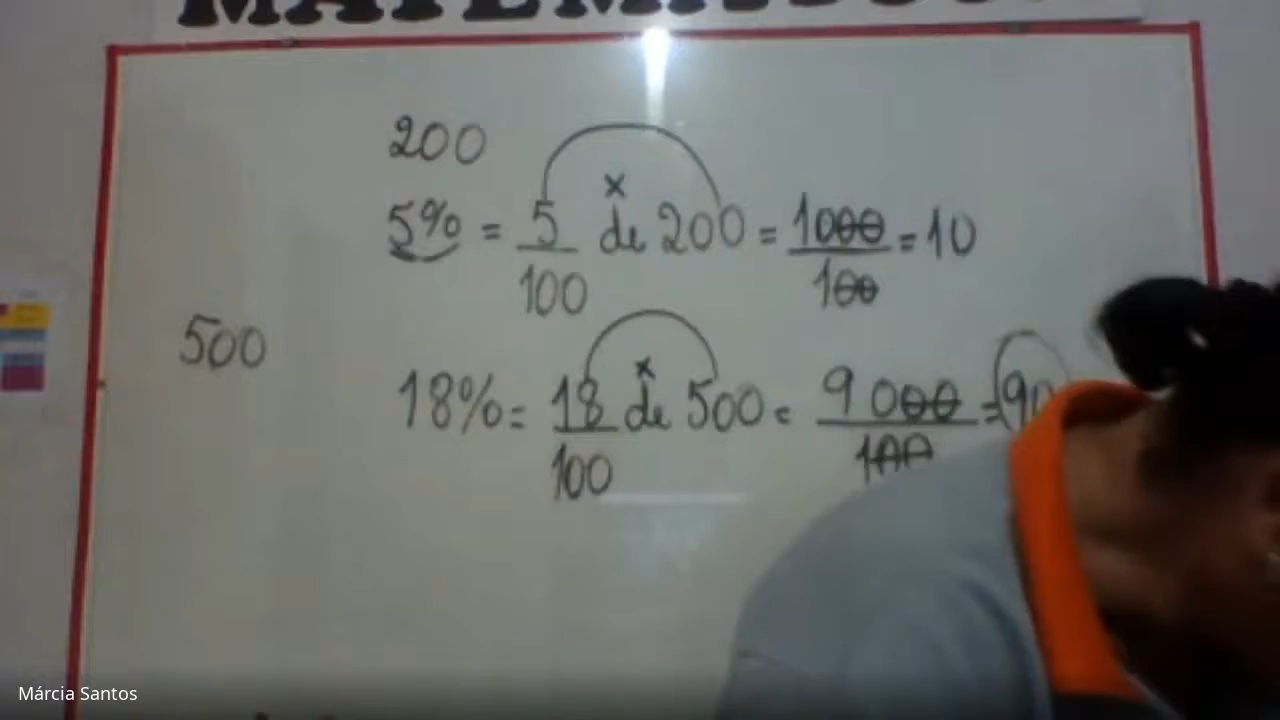 200
5% = 5/100 de x 200 = 1000/100 = 10
500
18% = 18/100 de x 500 = 9000/100 = 90
Márcia Santos